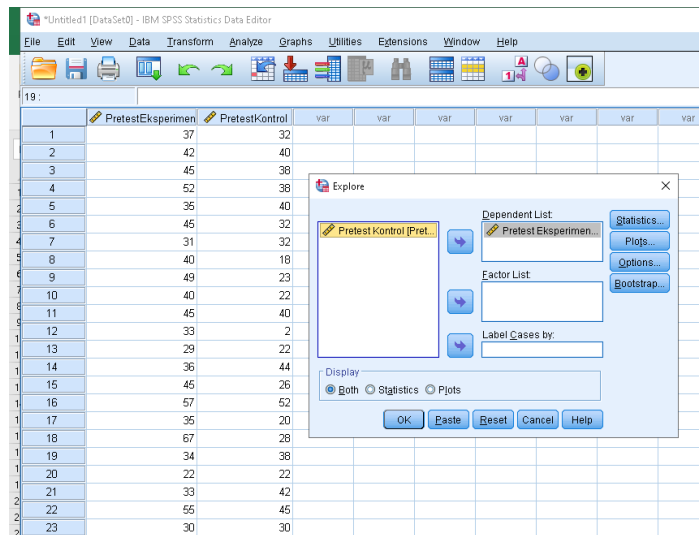 *Untitled1 [DataSet0] - IBM SPSS Statistics Data Editor
File Edit View Data Transform Analyze Graphs Utilities Extensions Window Help
19 :
PretestEksperimen PretestKontrol var var var var var var var
1 37 32
2 42 40
3 45 38
4 52 38
5 35 40
6 45 32
7 31 32
8 40 18
9 49 23
10 40 22
11 45 40
12 33 2
13 29 22
14 36 44
15 45 26
16 57 52
17 35 20
18 67 28
19 34 38
20 22 22
21 33 42
22 55 45
23 30 30
Explore
Pretest Kontrol [Pret...
Dependent List:
Pretest Eksperimen...
Factor List:
Label Cases by:
Statistics...
Plots...
Options...
Bootstrap...
Display
Both Statistics Plots
OK Paste Reset Cancel Help